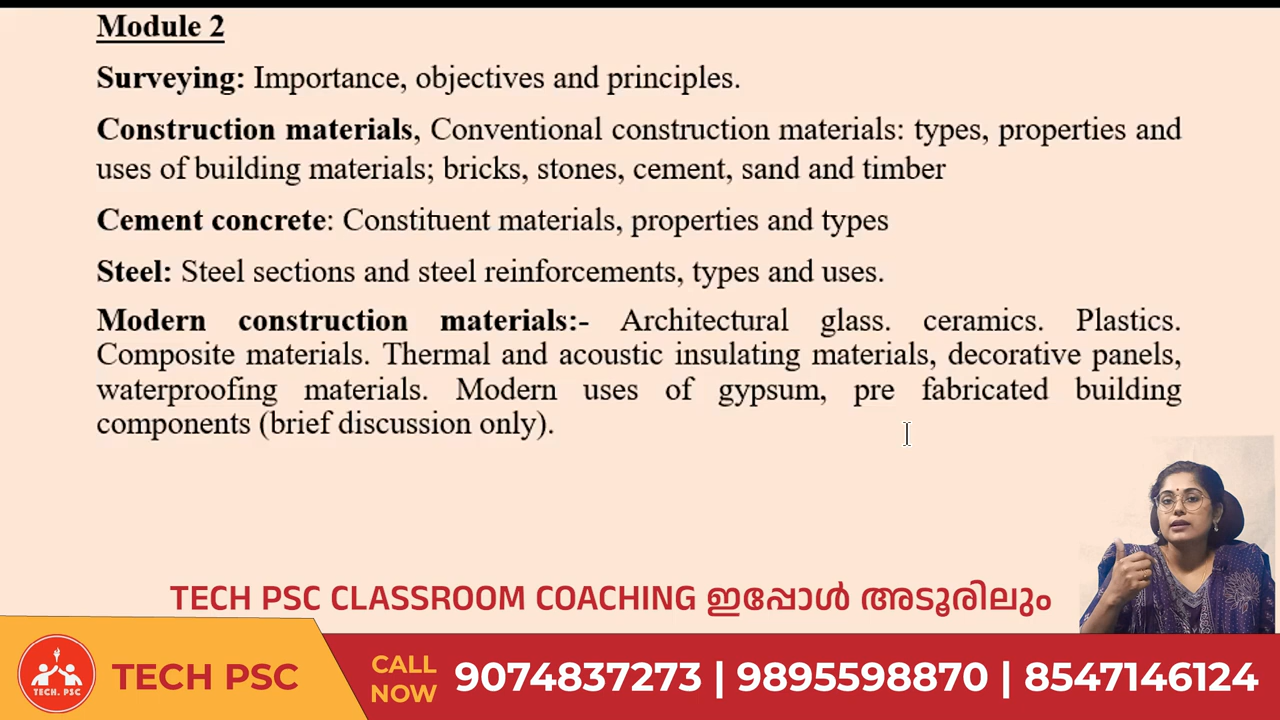 Module 2
Surveying: Importance, objectives and principles.
Construction materials, Conventional construction materials: types, properties and
uses of building materials; bricks, stones, cement, sand and timber
Cement concrete: Constituent materials, properties and types
Steel: Steel sections and steel reinforcements, types and uses.
Modern construction materials:- Architectural glass. ceramics. Plastics.
Composite materials. Thermal and acoustic insulating materials, decorative panels,
waterproofing materials. Modern uses of gypsum, pre fabricated building
components (brief discussion only).
TECH PSC CLASSROOM COACHING ഇപ്പോൾ അടൂരിലും
TECH. PSC
TECH PSC
CALL
NOW
9074837273 | 9895598870 | 8547146124